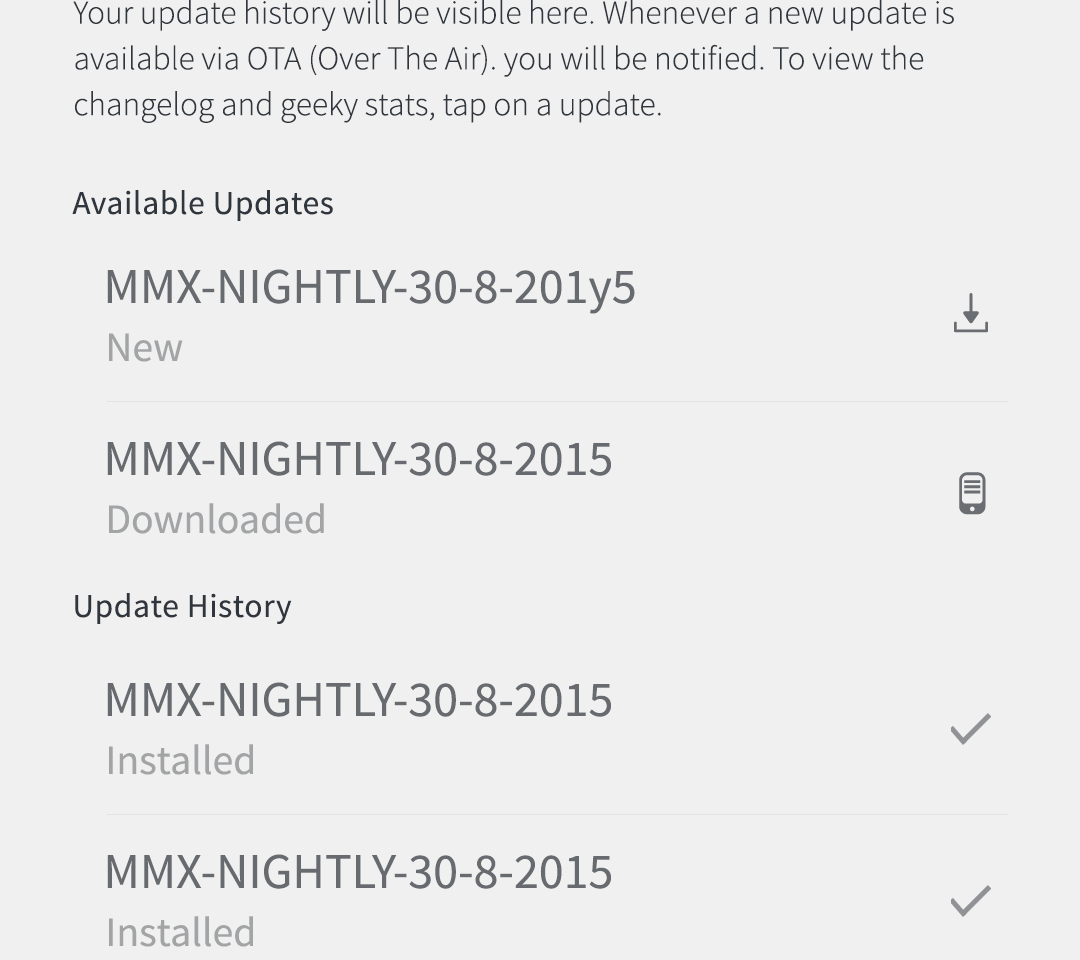 Your update history will be visible here. Whenever a new update is
available via OTA (Over The Air). you will be notified. To view the
changelog and geeky stats, tap on a update.
Available Updates
MMX-NIGHTLY-30-8-201y5
New
MMX-NIGHTLY-30-8-2015
Downloaded
Update History
MMX-NIGHTLY-30-8-2015
Installed
MMX-NIGHTLY-30-8-2015
Installed